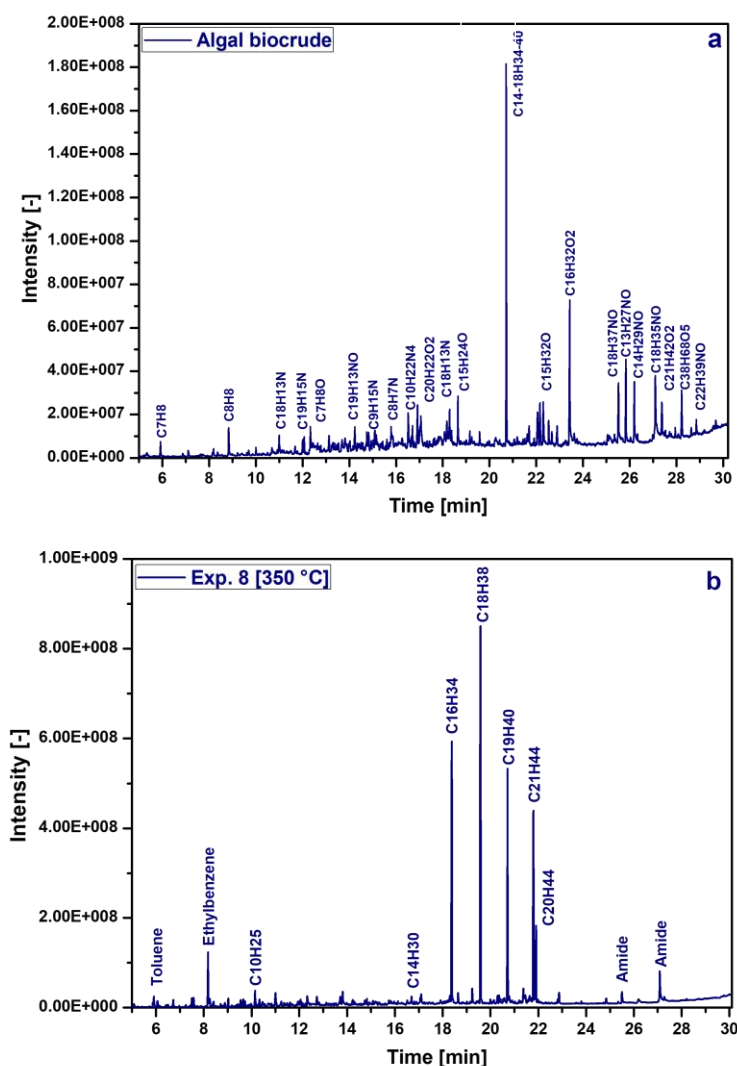 Algal biocrude
a
2.00E+008
1.80E+008
1.60E+008
1.40E+008
1.20E+008
1.00E+008
8.00E+007
6.00E+007
4.00E+007
2.00E+007
0.00E+000
Intensity [-]
C7H8
C8H8
C18H13N
C19H15N
C7H8O
C19H13NO
C9H15N
C8H7N
C10H22N4
C20H22O2
C18H13N
C15H24O
C14-18H34-40
C15H32O
C16H32O2
C18H37NO
C13H27NO
C14H29NO
C18H35NO
C21H42O2
C38H68O5
C22H39NO
6 8 10 12 14 16 18 20 22 24 26 28 30
Time [min]
Exp. 8 [350 °C]
b
1.00E+009
8.00E+008
6.00E+008
4.00E+008
2.00E+008
0.00E+000
Intensity [-]
Toluene
Ethylbenzene
C10H25
C14H30
C16H34
C18H38
C19H40
C21H44
C20H44
Amide
Amide
6 8 10 12 14 16 18 20 22 24 26 28 30
Time [min]